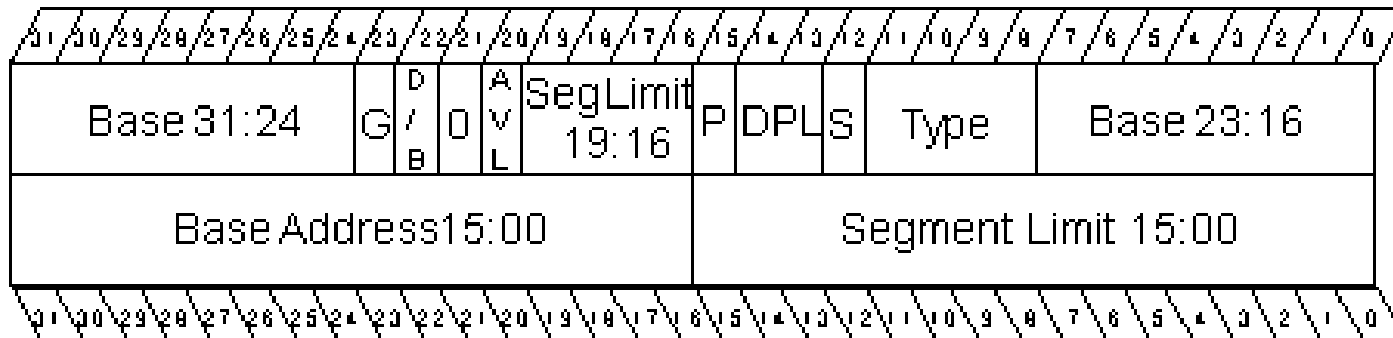 31 30 29 28 27 26 25 24 23 22 21 20 19 18 17 16 15 14 13 12 11 10 9 8 7 6 5 4 3 2 1 0
Base 31:24 G D/B 0 AVL SegLimit 19:16 P DPL S Type Base 23:16
Base Address15:00 Segment Limit 15:00
31 30 29 28 27 26 25 24 23 22 21 20 19 18 17 16 15 14 13 12 11 10 9 8 7 6 5 4 3 2 1 0